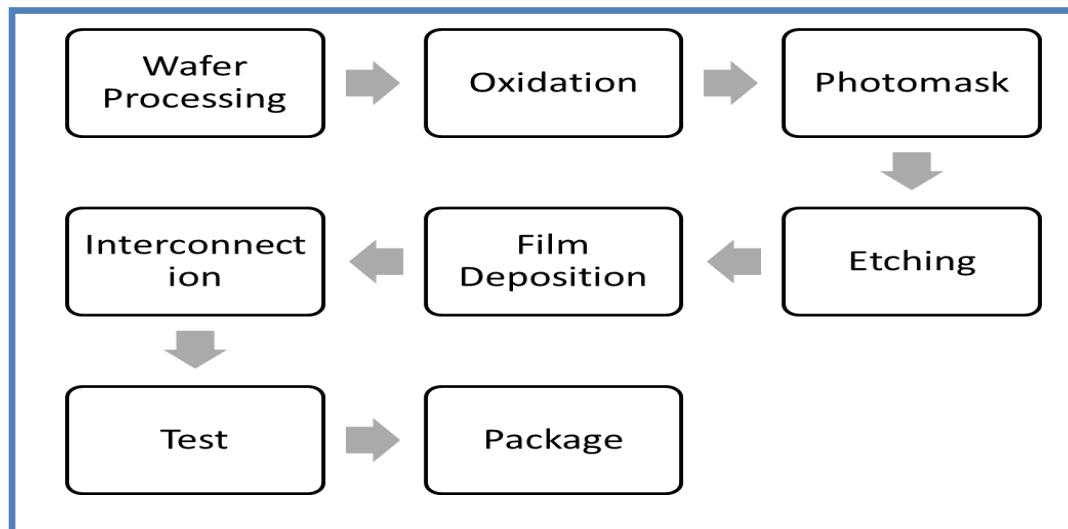 Wafer
Processing
Oxidation
Photomask
Etching
Film
Deposition
Interconnect
ion
Test
Package